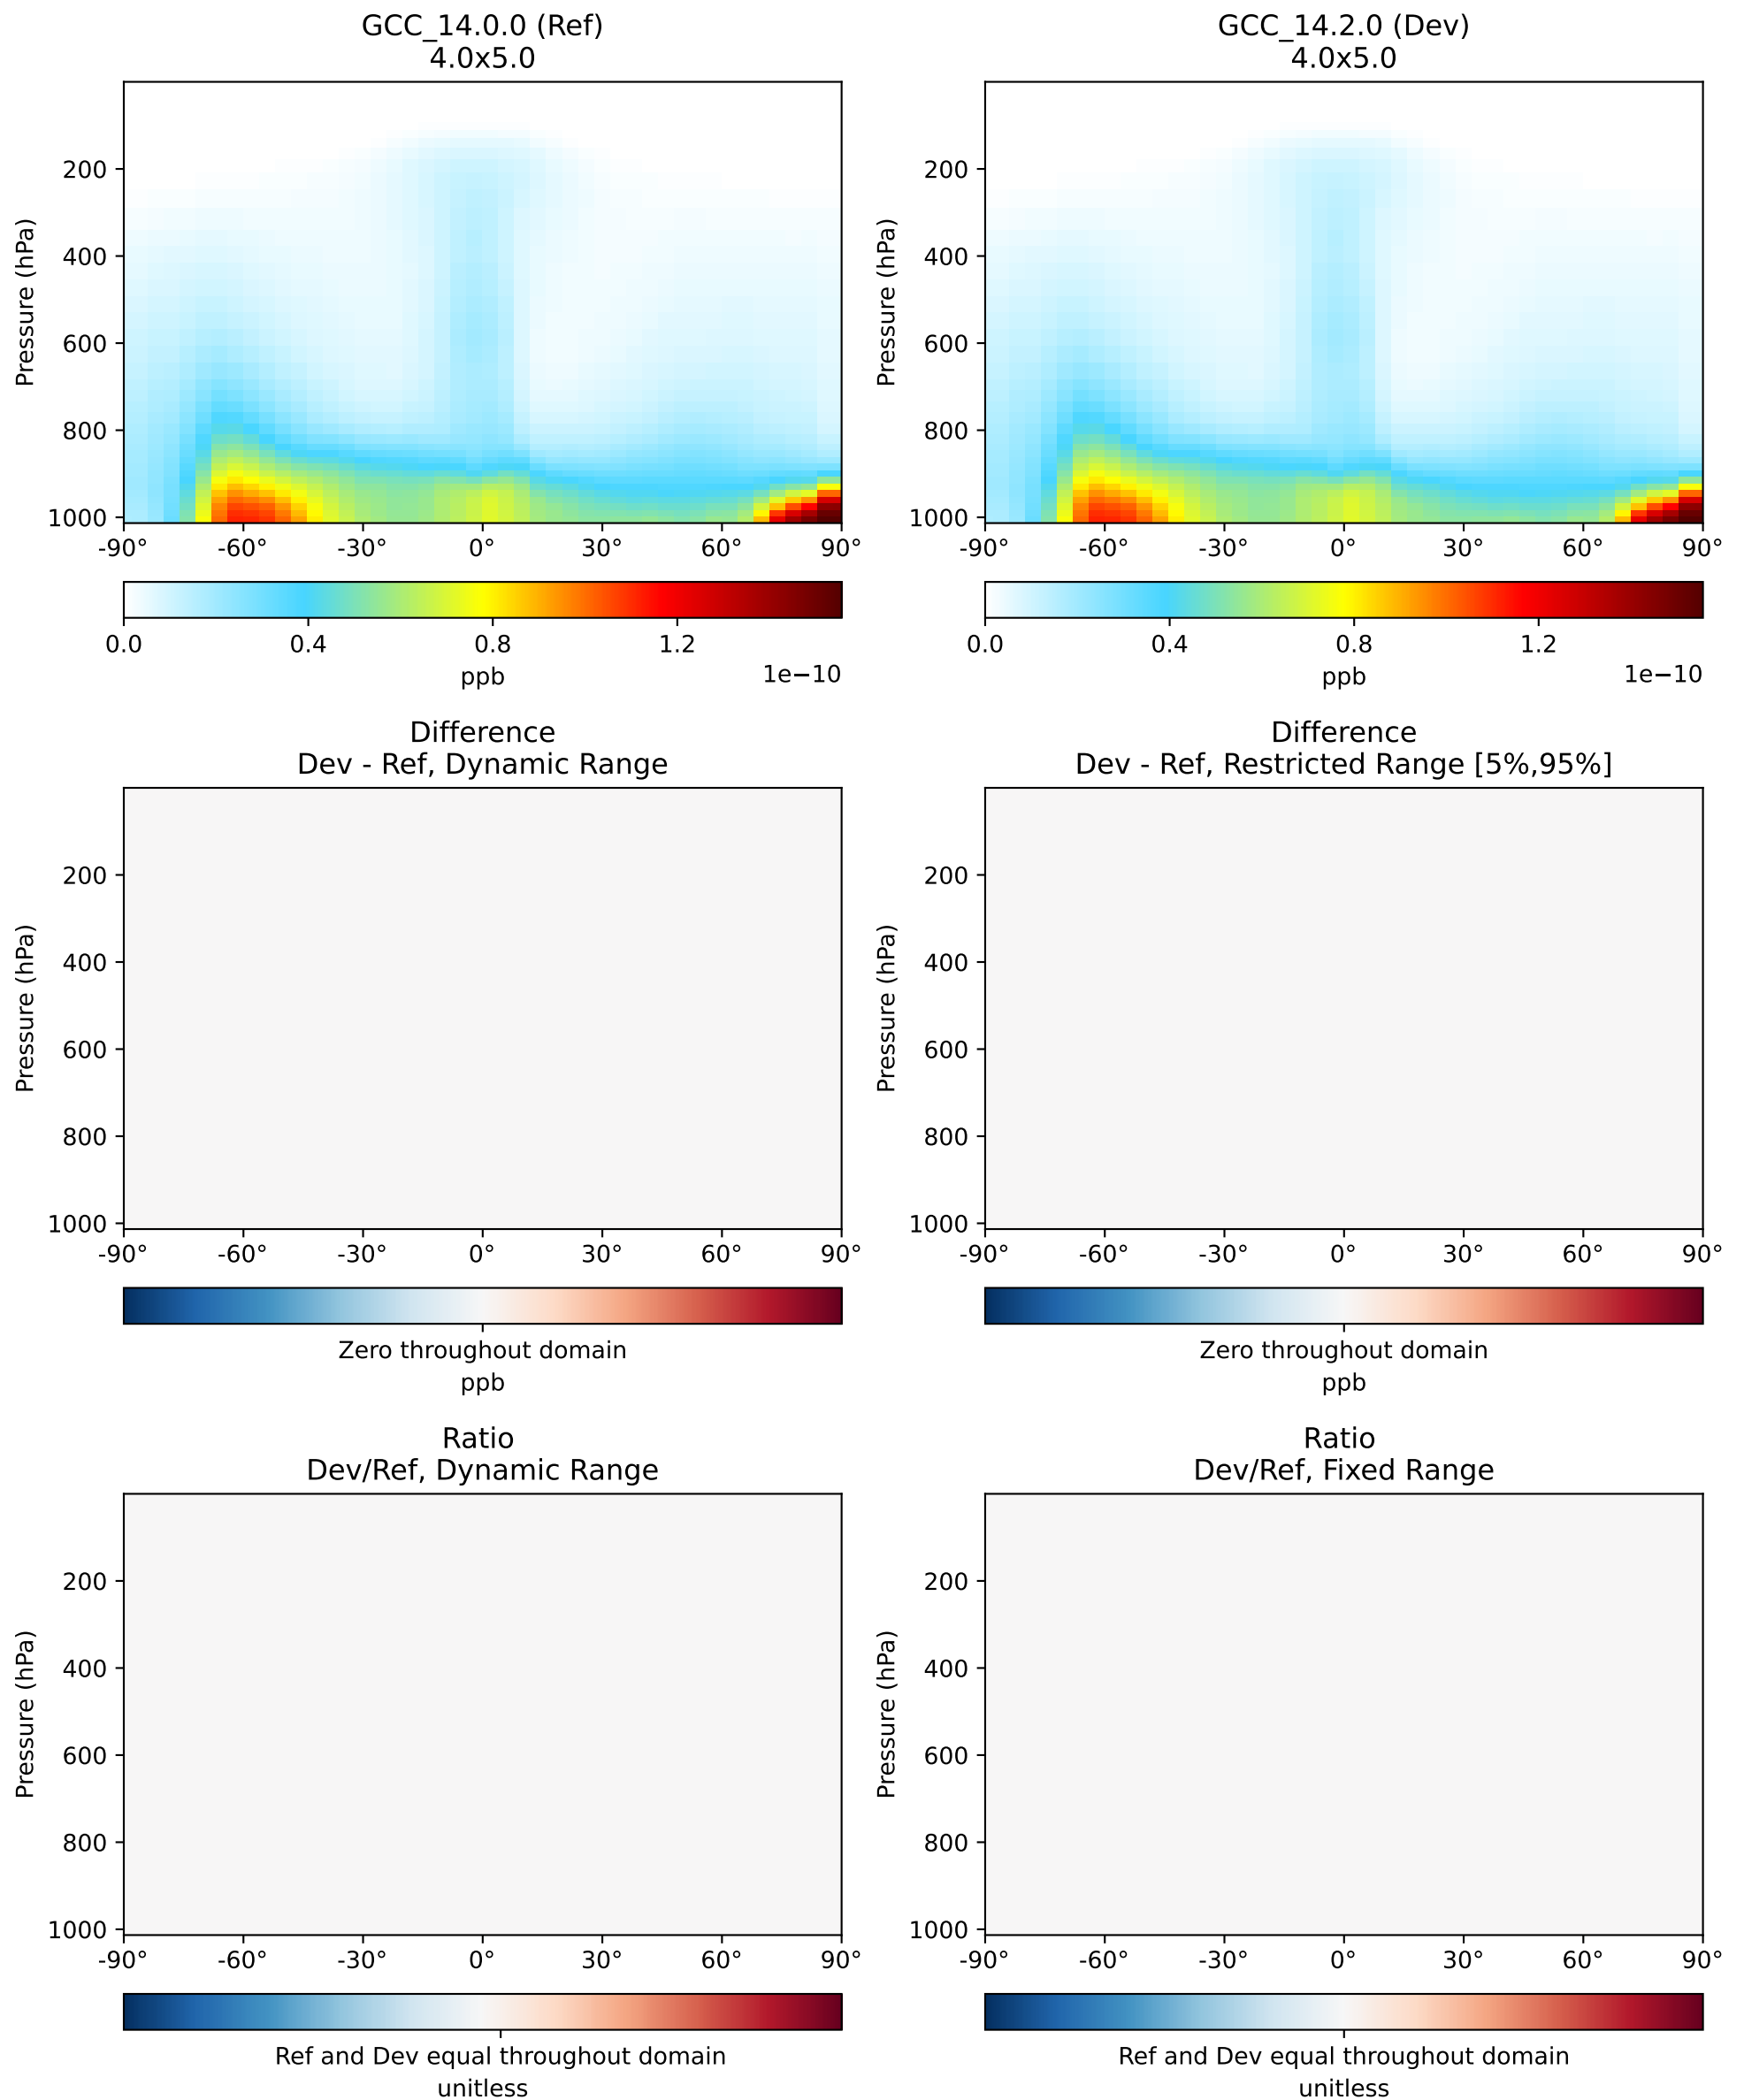 GCC_14.0.0 (Ref)
4.0x5.0
GCC_14.2.0 (Dev)
4.0x5.0
Pressure (hPa)
200
400
600
800
1000
-90° -60° -30° 0° 30° 60° 90°
0.0 0.4 0.8 1.2
ppb
1e−10
Pressure (hPa)
200
400
600
800
1000
-90° -60° -30° 0° 30° 60° 90°
0.0 0.4 0.8 1.2
ppb
1e−10
Difference
Dev - Ref, Dynamic Range
Pressure (hPa)
200
400
600
800
1000
-90° -60° -30° 0° 30° 60° 90°
Zero throughout domain
ppb
Difference
Dev - Ref, Restricted Range [5%,95%]
Pressure (hPa)
200
400
600
800
1000
-90° -60° -30° 0° 30° 60° 90°
Zero throughout domain
ppb
Ratio
Dev/Ref, Dynamic Range
Pressure (hPa)
200
400
600
800
1000
-90° -60° -30° 0° 30° 60° 90°
Ref and Dev equal throughout domain
unitless
Ratio
Dev/Ref, Fixed Range
Pressure (hPa)
200
400
600
800
1000
-90° -60° -30° 0° 30° 60° 90°
Ref and Dev equal throughout domain
unitless